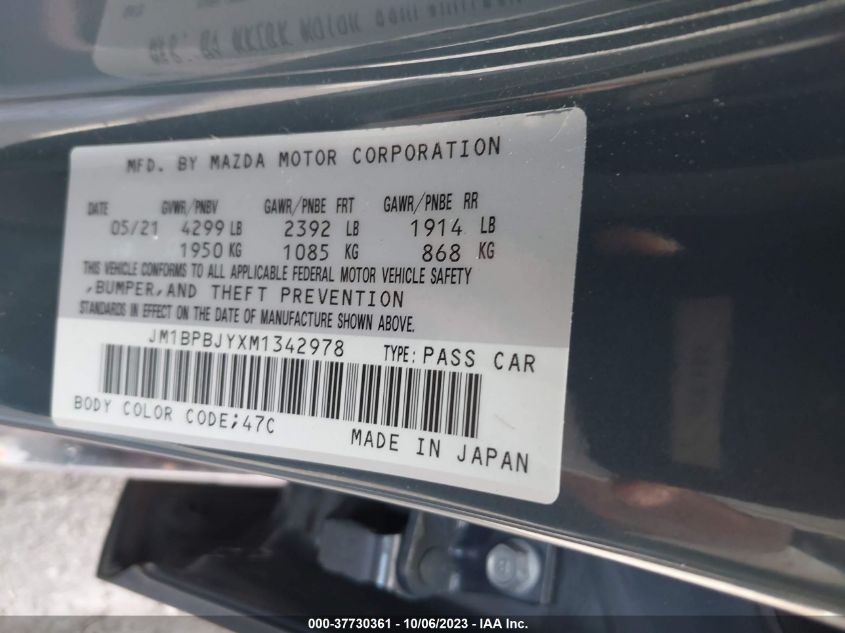 MFD. BY MAZDA MOTOR CORPORATION
DATE GVWR/PNBV GAWR/PNBE FRT GAWR/PNBE RR
05/21 4299 LB 2392 LB 1914 LB
1950 KG 1085 KG 868 KG
THIS VEHICLE CONFORMS TO ALL APPLICABLE FEDERAL MOTOR VEHICLE SAFETY
,BUMPER,AND THEFT PREVENTION
STANDARDS IN EFFECT ON THE DATE OF MANUFACTURE SHOWN ABOVE.
JM1BPBJYXM1342978 TYPE: PASS CAR
BODY COLOR CODE;47C
MADE IN JAPAN
000-37730361 - 10/06/2023 - IAA Inc.